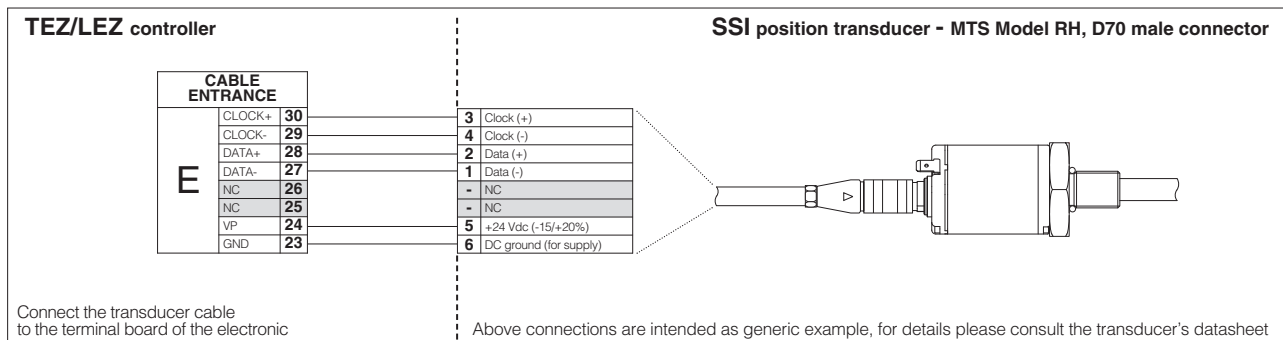 TEZ/LEZ controller
SSI position transducer - MTS Model RH, D70 male connector
CABLE
ENTRANCE
E
CLOCK+ 30
CLOCK- 29
DATA+ 28
DATA- 27
NC 26
NC 25
VP 24
GND 23
3 Clock (+)
4 Clock (-)
2 Data (+)
1 Data (-)
- NC
- NC
5 +24 Vdc (-15/+20%)
6 DC ground (for supply)
Connect the transducer cable
to the terminal board of the electronic
Above connections are intended as generic example, for details please consult the transducer's datasheet